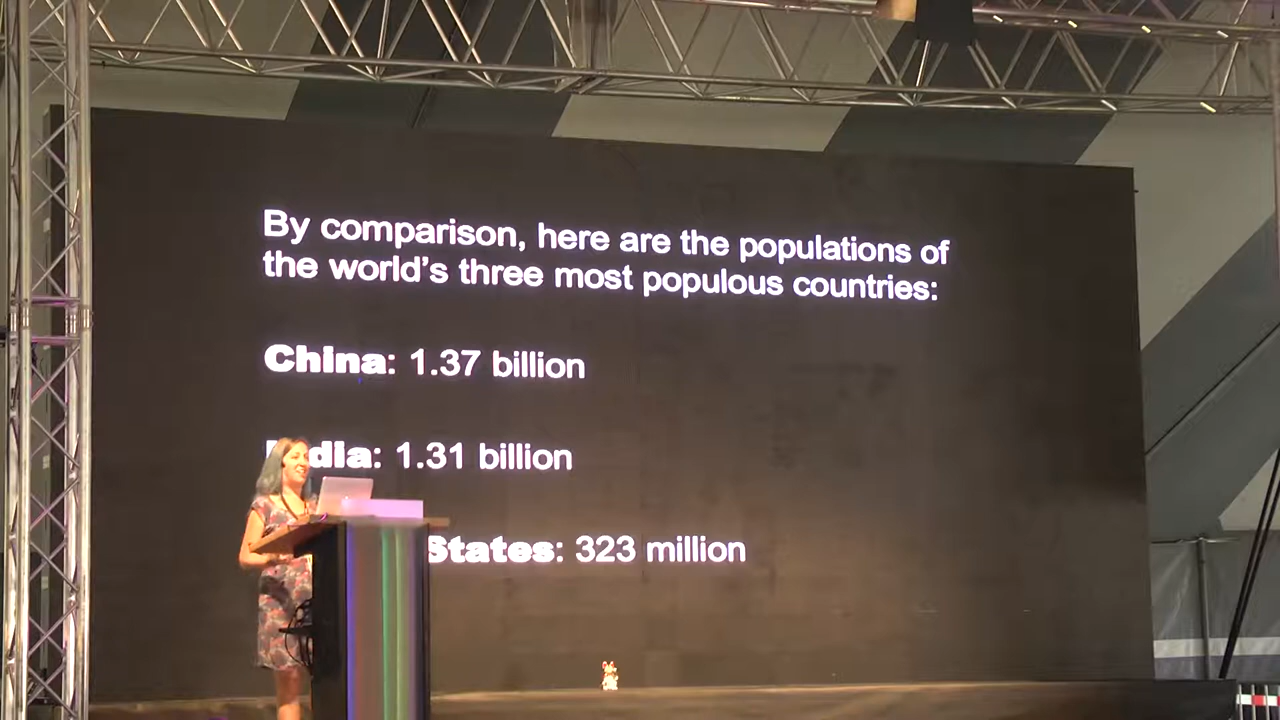 By comparison, here are the populations of
the world's three most populous countries:
China: 1.37 billion
dia: 1.31 billion
States: 323 million